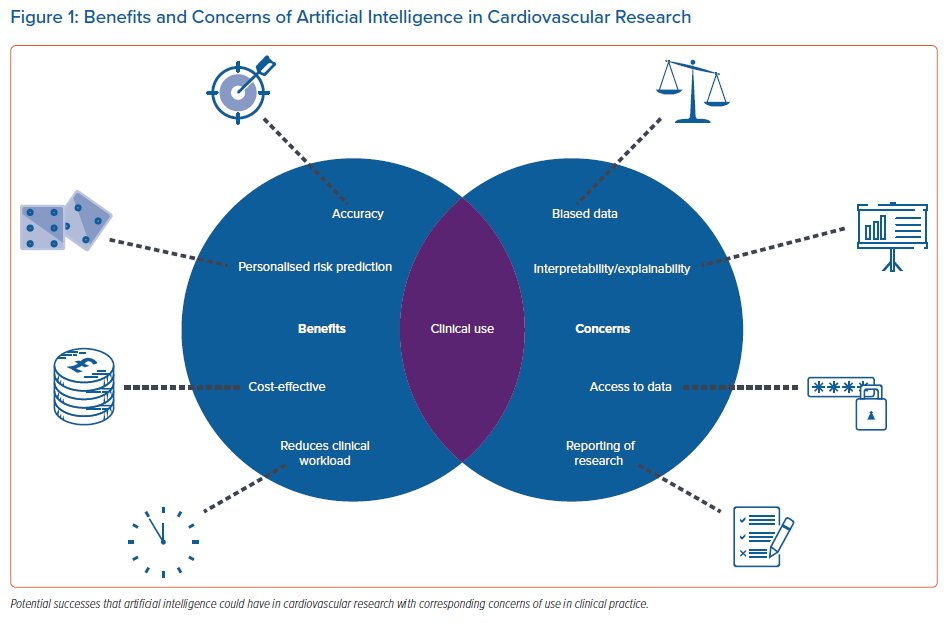 Figure 1: Benefits and Concerns of Artificial Intelligence in Cardiovascular Research
Accuracy
Personalised risk prediction
Benefits
Cost-effective
Reduces clinical
workload
Clinical use
Biased data
Interpretability/explainability
Concerns
Access to data
Reporting of
research
£
****
Potential successes that artificial intelligence could have in cardiovascular research with corresponding concerns of use in clinical practice.